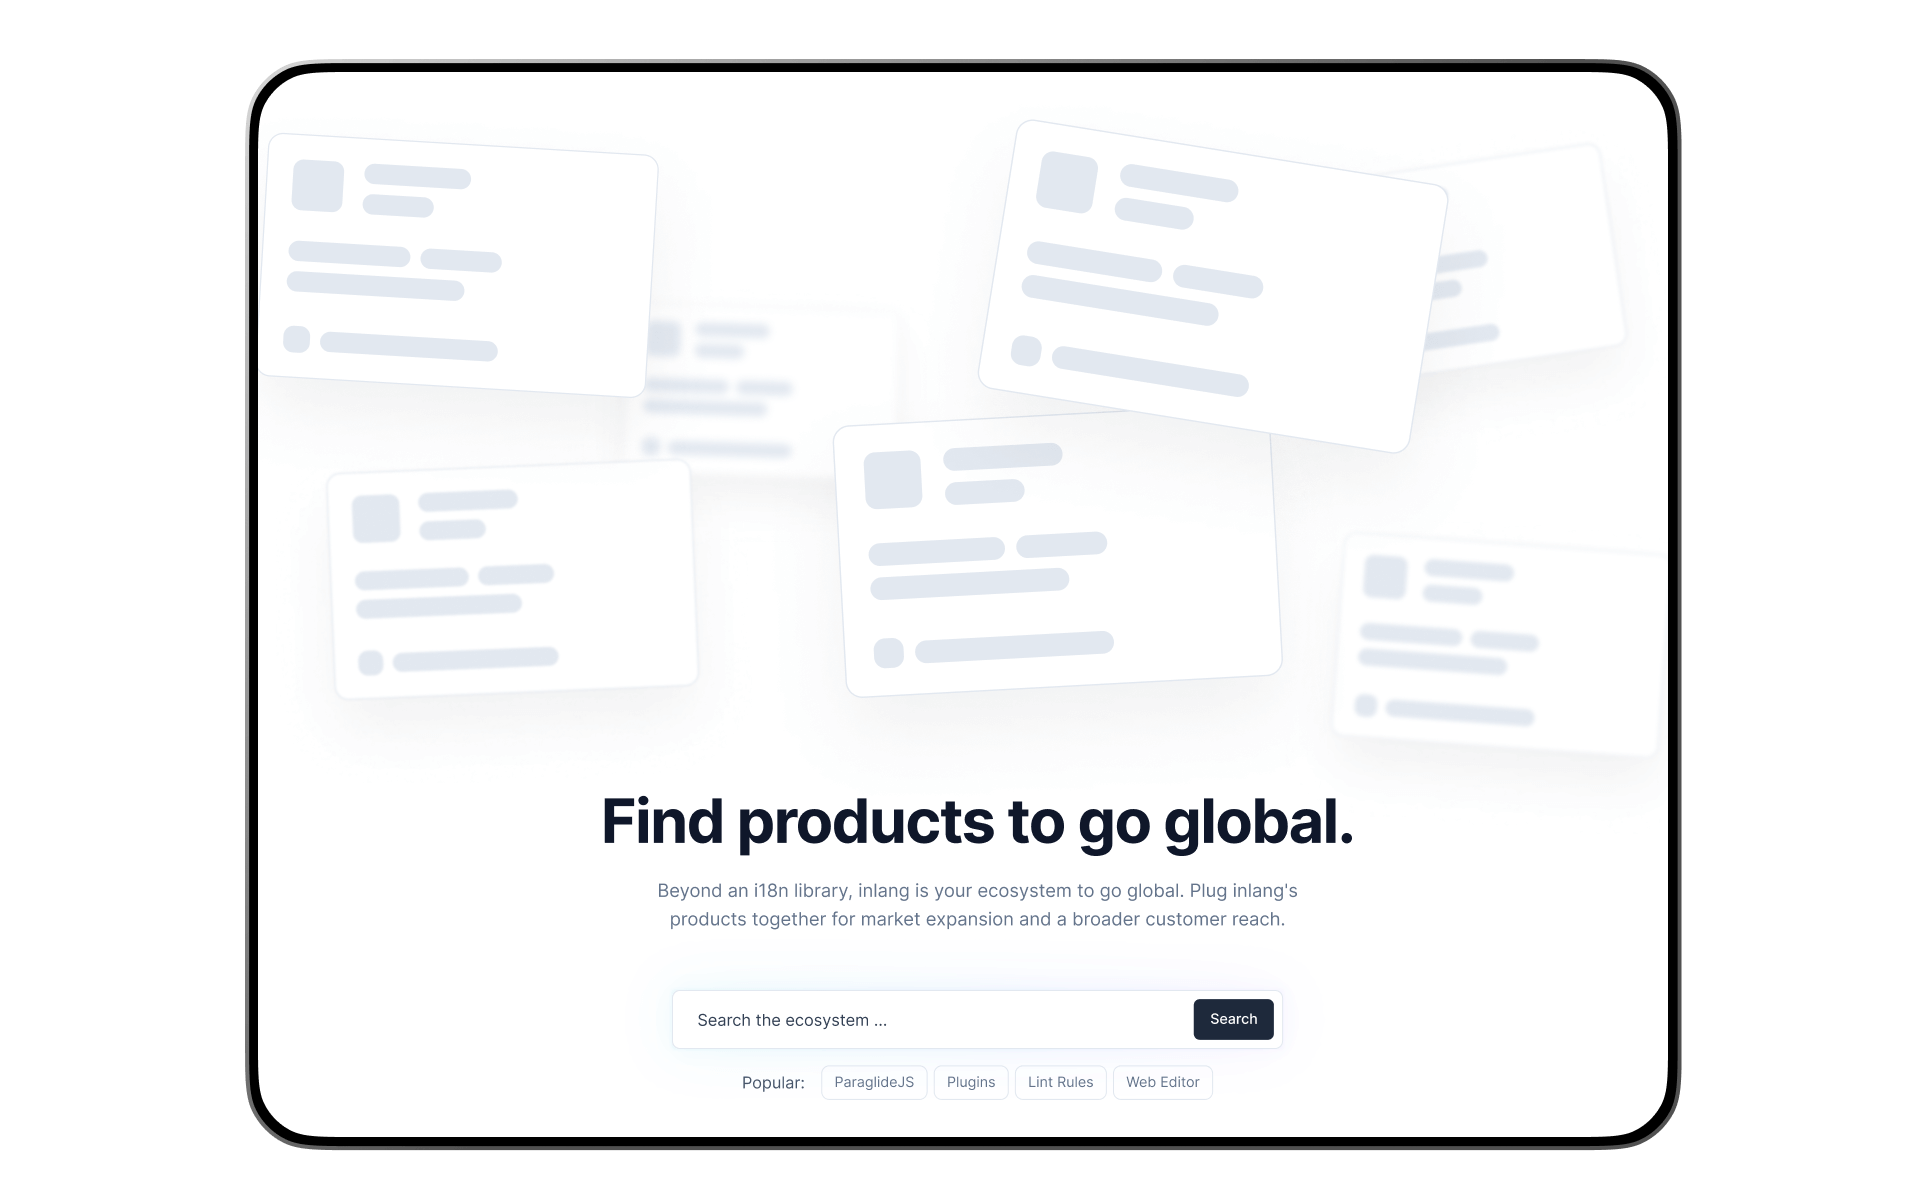 Find products to go global.
Beyond an i18n library, inlang is your ecosystem to go global. Plug inlang's
products together for market expansion and a broader customer reach.
Search the ecosystem ...
Search
Popular:
ParaglideJS
Plugins
Lint Rules
Web Editor